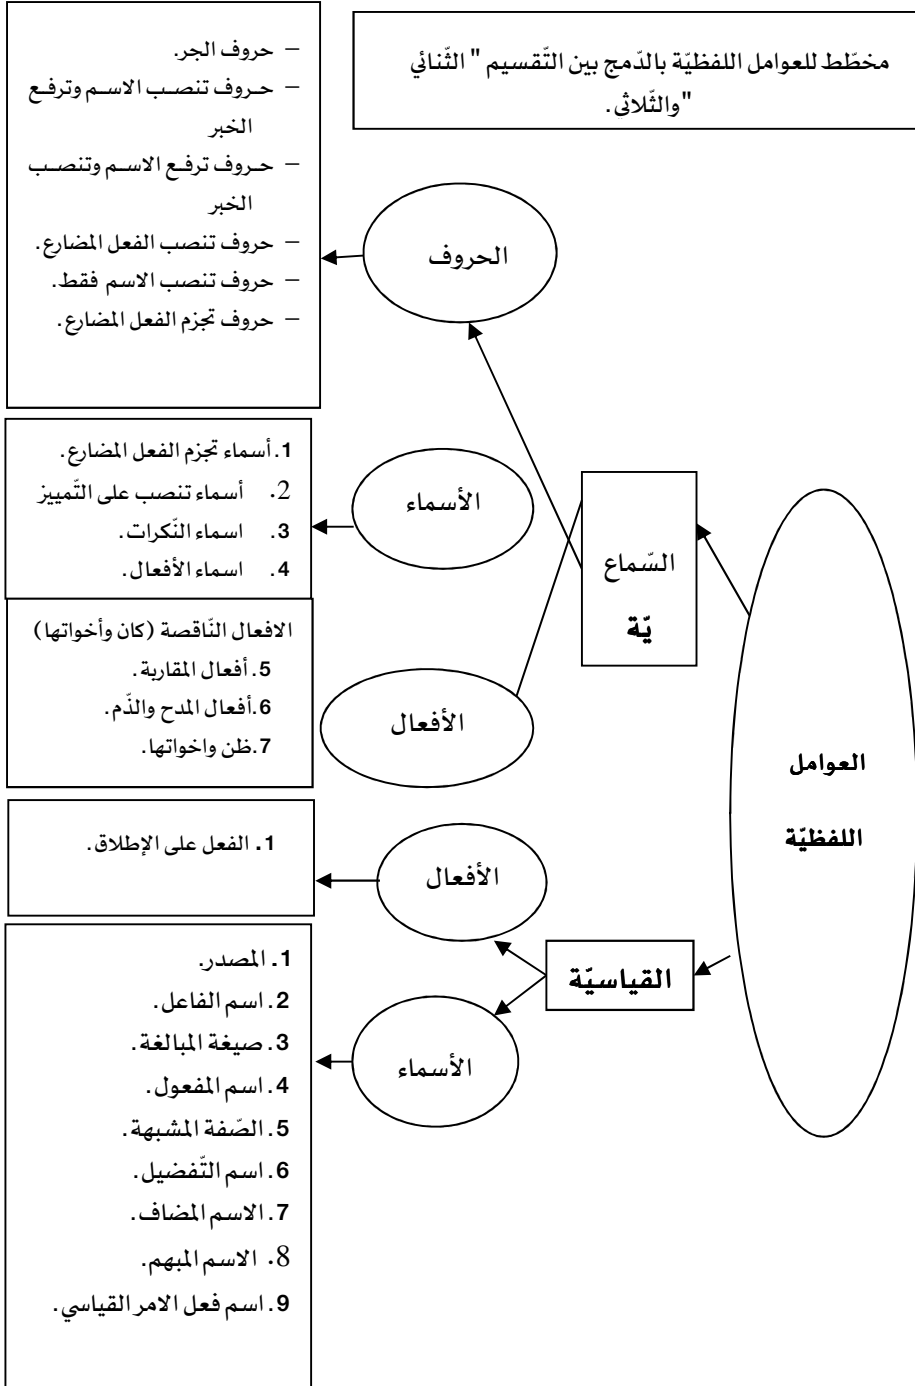 مخطّط للعوامل اللفظيّة بالدّمج بين التّقسيم " الثّنائي
"والثّلاثي.
– حروف الجر.
– حروف تنصب الاسم وترفع
الخبر
– حروف ترفع الاسم وتنصب
الخبر
– حروف تنصب الفعل المضارع.
– حروف تنصب الاسم فقط.
– حروف تجزم الفعل المضارع.
الحروف
1. أسماء تجزم الفعل المضارع.
2. أسماء تنصب على التّمييز
3. اسماء النّكرات.
4. اسماء الأفعال.
الأسماء
السّماع
يّة
الافعال النّاقصة (كان وأخواتها)
5. أفعال المقاربة.
6. أفعال المدح والذّم.
7. ظن واخواتها.
الأفعال
العوامل
اللفظيّة
1. الفعل على الإطلاق.
الأفعال
القياسيّة
1. المصدر.
2. اسم الفاعل.
3. صيغة المبالغة.
4. اسم المفعول.
5. الصّفة المشبهة.
6. اسم التّفضيل.
7. الاسم المضاف.
8. الاسم المبهم.
9. اسم فعل الامر القياسي.
الأسماء